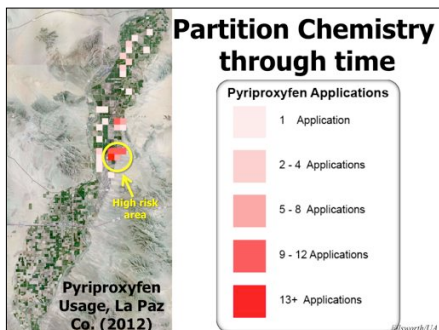 Partition Chemistry
through time
Pyriproxyfen Applications
1 Application
2 - 4 Applications
5 - 8 Applications
9 - 12 Applications
13+ Applications
High risk
area
Pyriproxyfen
Usage, La Paz
Co. (2012)